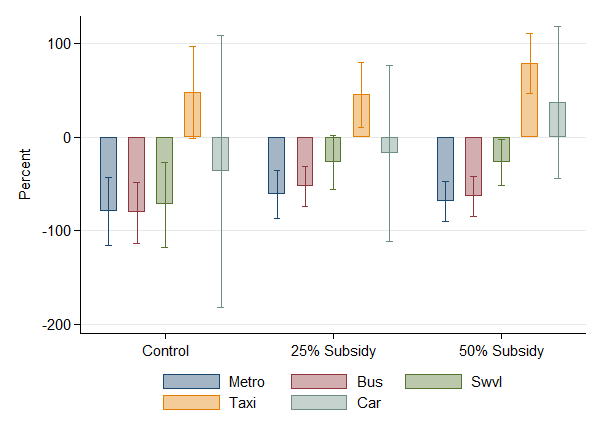 100
0
-100
-200
Percent
Control 25% Subsidy 50% Subsidy
Metro Bus Swvl
Taxi Car